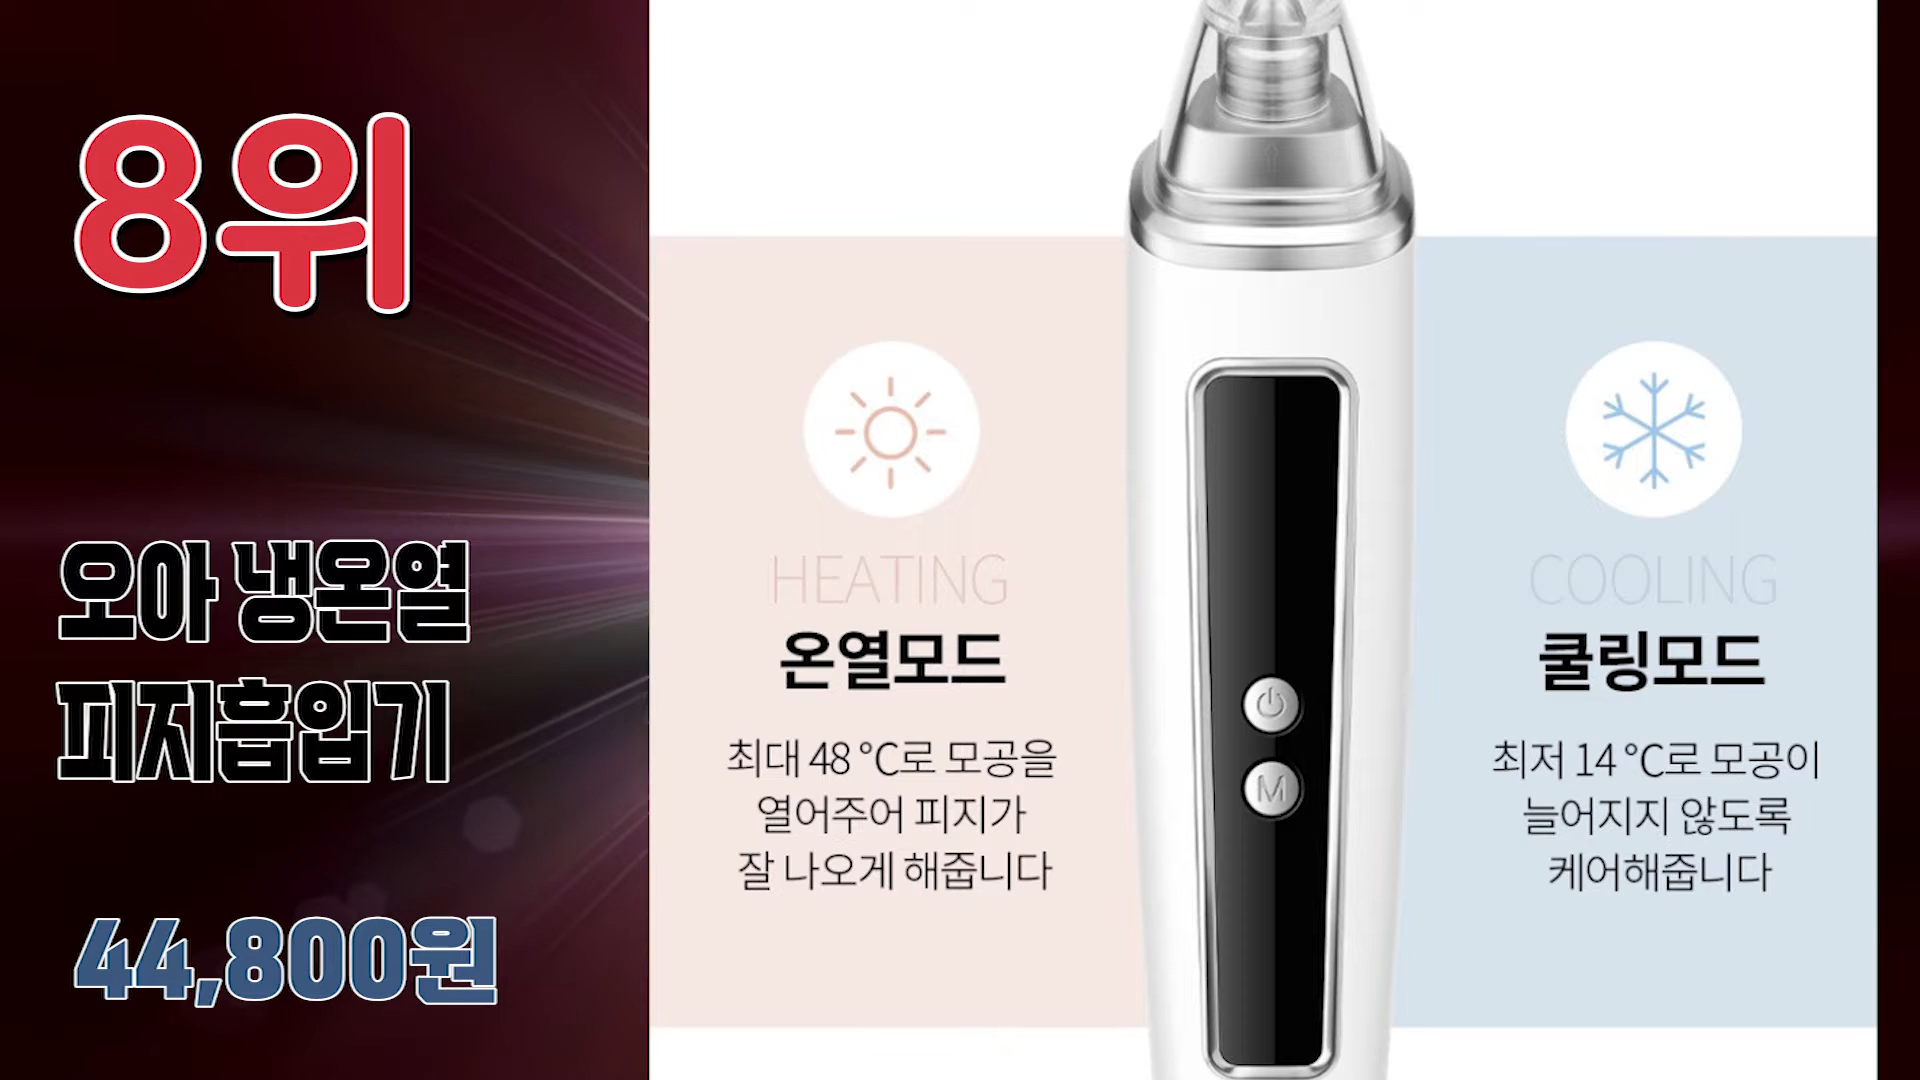 8위
오아 냉온열
피지흡입기
44,800원
HEATING
온열모드
최대 48 °C로 모공을
열어주어 피지가
잘 나오게 해줍니다
M
COOLING
쿨링모드
최저 14 °C로 모공이
늘어지지 않도록
케어해줍니다